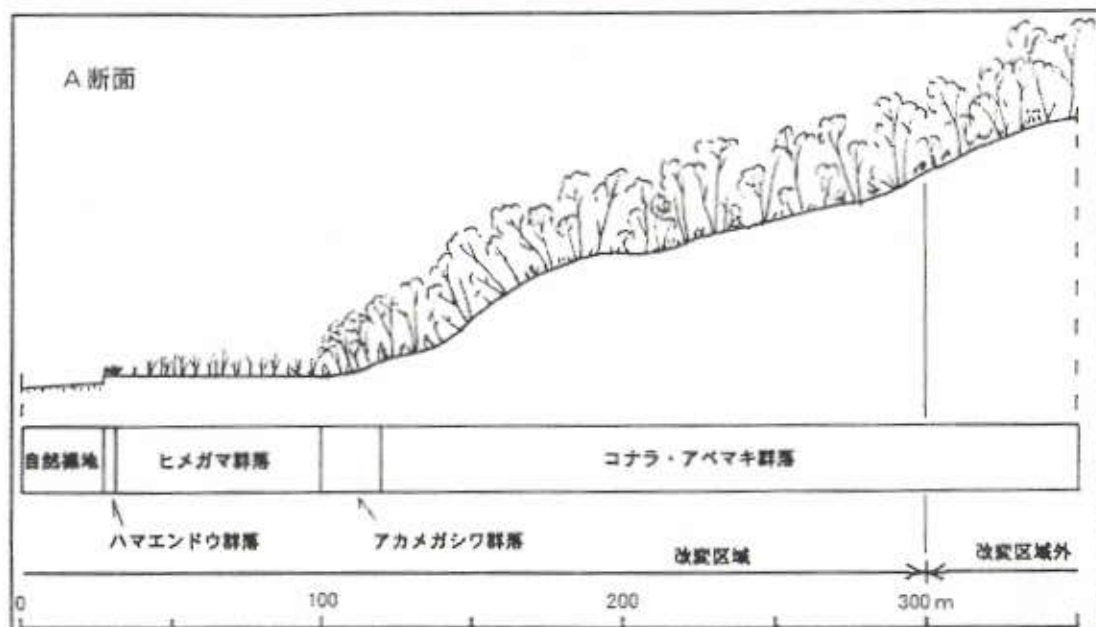 A断面
自然裸地 ヒメガマ群落 コナラ・アベマキ群落
ハマエンドウ群落 アカメガシワ群落
改変区域 改変区域外
0 100 200 300m